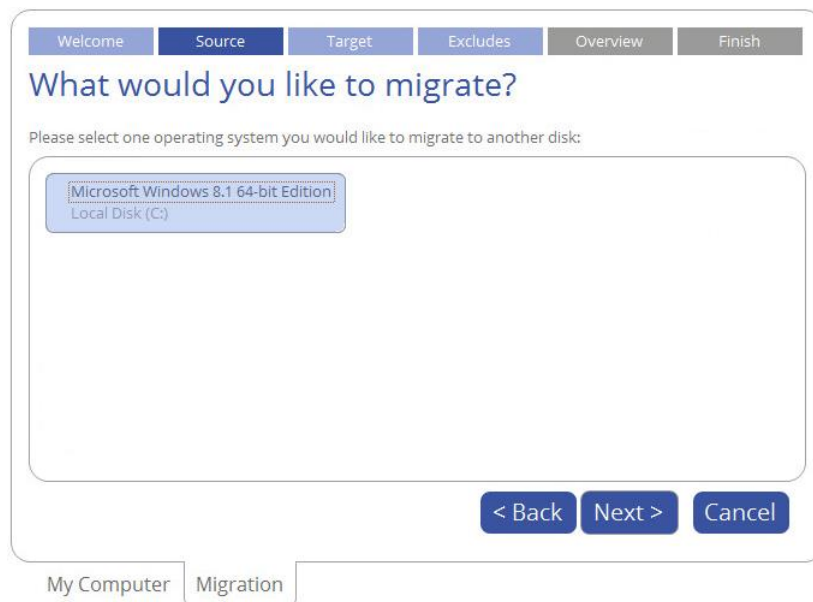 Welcome Source Target Excludes Overview Finish
What would you like to migrate?
Please select one operating system you would like to migrate to another disk:
Microsoft Windows 8.1 64-bit Edition
Local Disk (C:)
< Back Next > Cancel
My Computer Migration